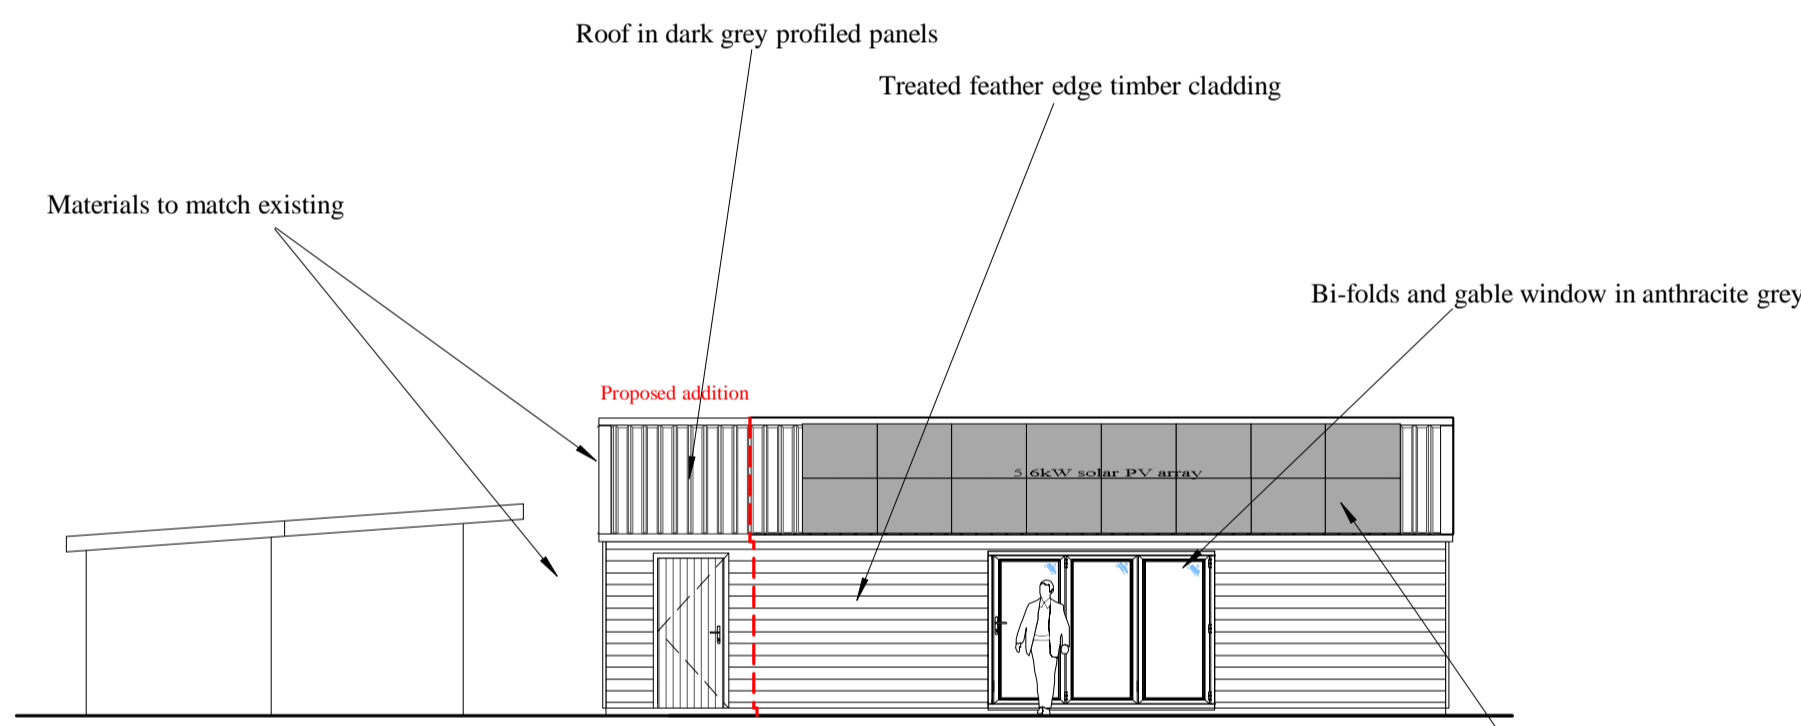 Roof in dark grey profiled panels
Treated feather edge timber cladding
Materials to match existing
Bi-folds and gable window in anthracite grey
Proposed addition
5.6kW solar PV array